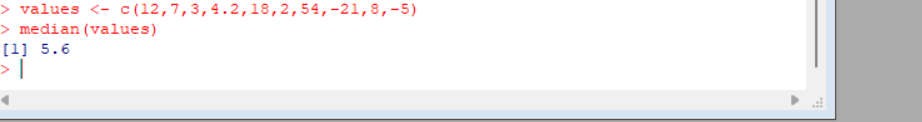 > values <- c(12,7,3,4.2,18,2,54,-21,8,-5)
> median(values)
[1] 5.6
>